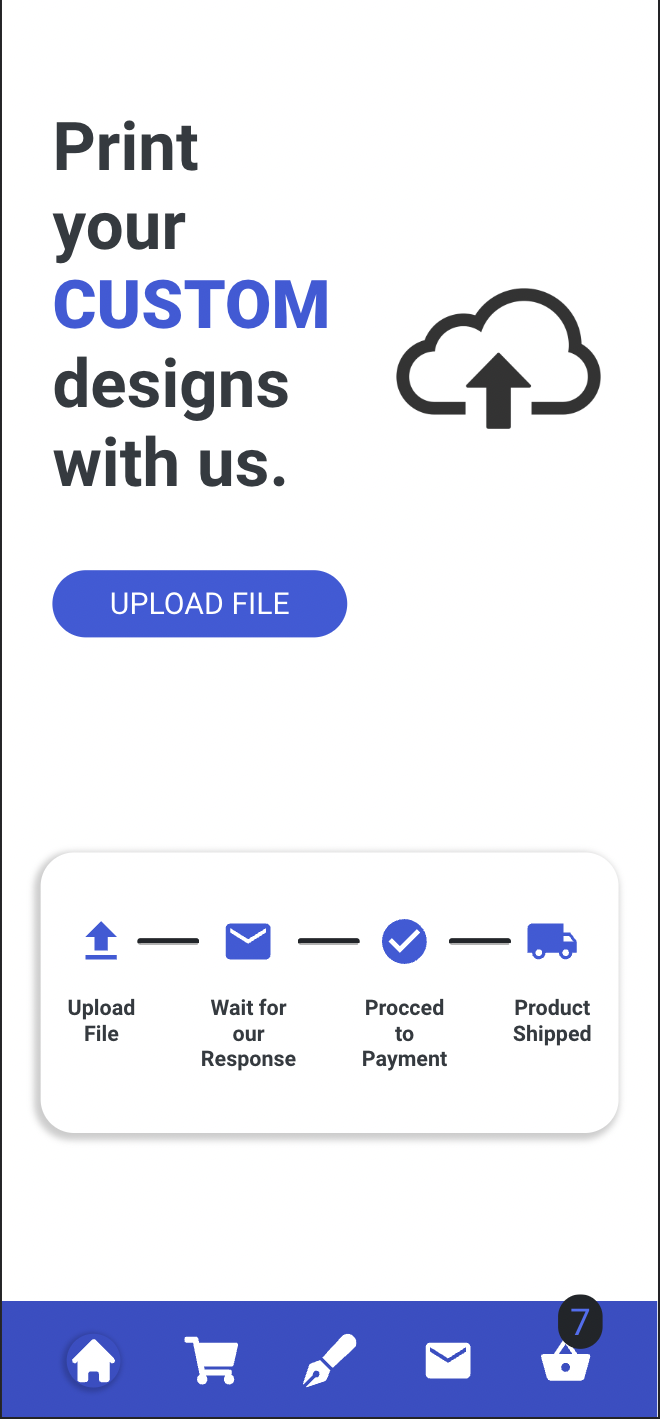 Print
your
CUSTOM
designs
with us.
UPLOAD FILE
Upload
File
Wait for
our
Response
Procced
to
Payment
Product
Shipped
7